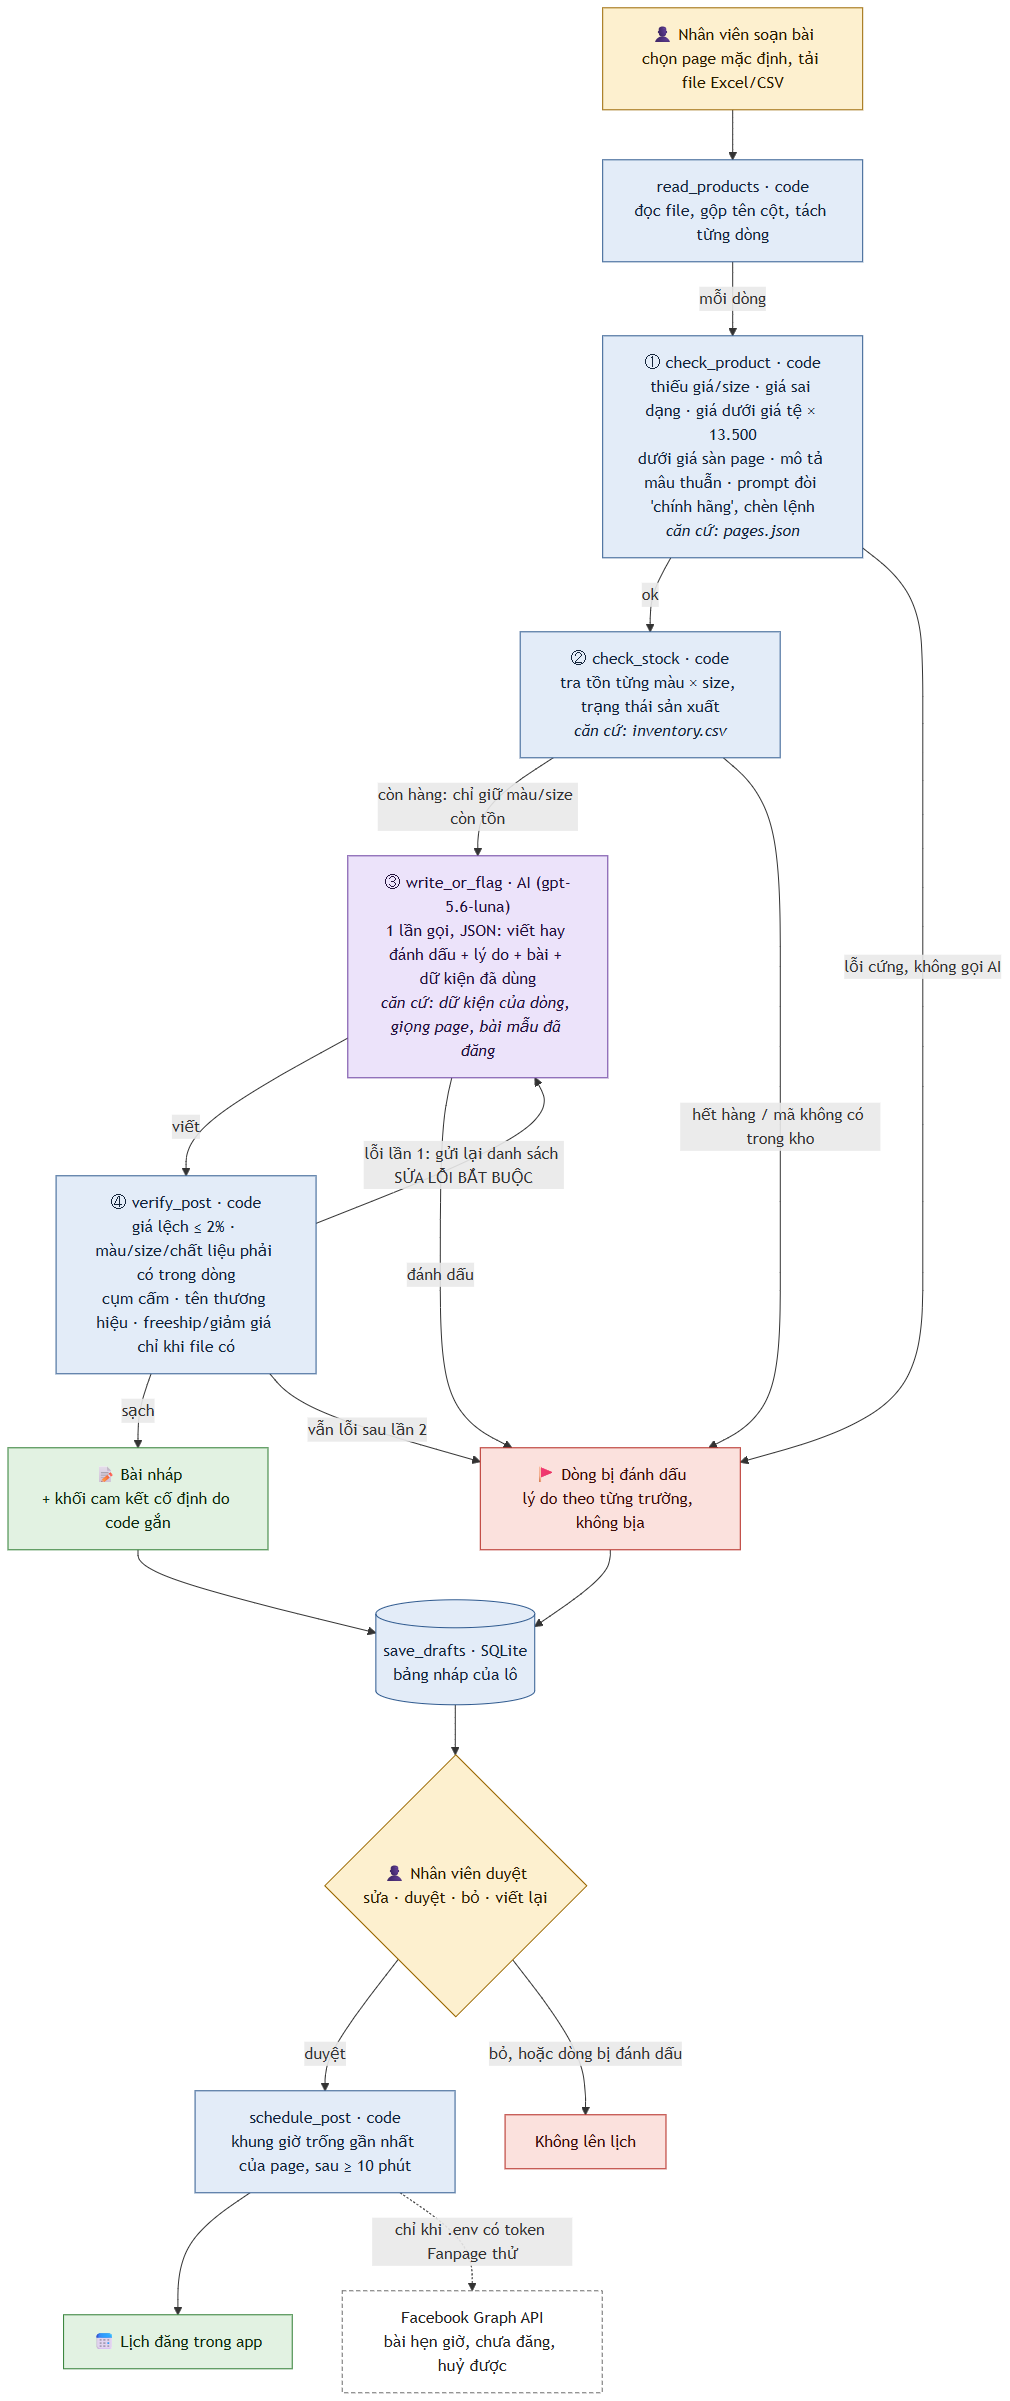 Nhân viên soạn bài
chọn page mặc định, tải
file Excel/CSV
read_products · code
đọc file, gộp tên cột, tách
từng dòng
mỗi dòng
① check_product · code
thiếu giá/size · giá sai
dạng · giá dưới giá tệ ×
13.500
dưới giá sàn page · mô tả
mâu thuẫn · prompt đòi
'chính hãng', chèn lệnh
căn cứ: pages.json
ok
② check_stock · code
tra tồn từng màu × size,
trạng thái sản xuất
căn cứ: inventory.csv
còn hàng: chỉ giữ màu/size
còn tồn
③ write_or_flag · AI (gpt-
5.6-luna)
1 lần gọi, JSON: viết hay
đánh dấu + lý do + bài +
dữ kiện đã dùng
căn cứ: dữ kiện của dòng,
giọng page, bài mẫu đã
đăng
lỗi cứng, không gọi AI
hết hàng / mã không có
trong kho
viết
lỗi lần 1: gửi lại danh sách
SỬA LỖI BẮT BUỘC
④ verify_post · code
giá lệch ≤ 2% ·
màu/size/chất liệu phải
có trong dòng
cụm cấm · tên thương
hiệu · freeship/giảm giá
chỉ khi file có
đánh dấu
sạch
vẫn lỗi sau lần 2
Bài nháp
+ khối cam kết cố định do
code gắn
Dòng bị đánh dấu
lý do theo từng trường,
không bịa
save_drafts · SQLite
bảng nháp của lô
Nhân viên duyệt
sửa · duyệt · bỏ · viết lại
duyệt
bỏ, hoặc dòng bị đánh dấu
schedule_post · code
khung giờ trống gần nhất
của page, sau ≥ 10 phút
Không lên lịch
chỉ khi .env có token
Fanpage thử
Lịch đăng trong app
Facebook Graph API
bài hẹn giờ, chưa đăng,
huỷ được